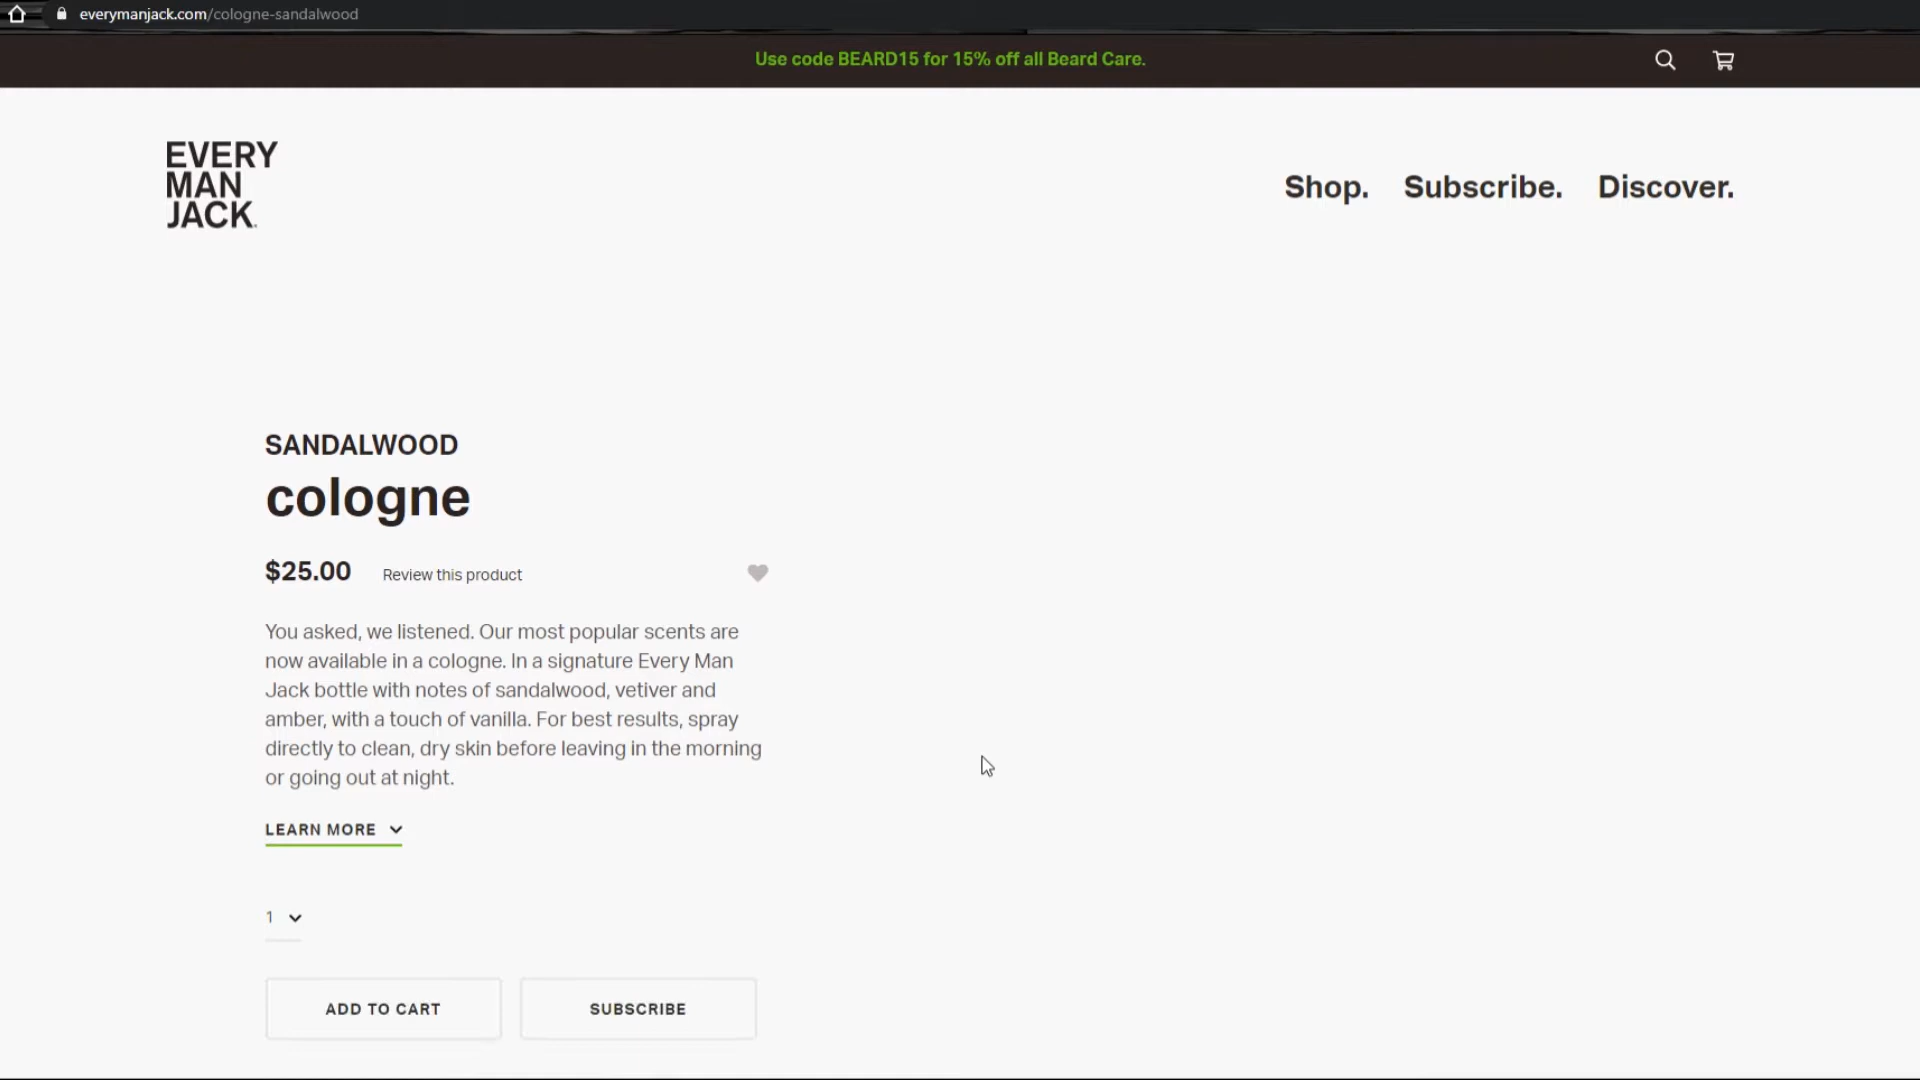 everymanjack.com/cologne-sandalwood
Use code BEARD15 for 15% off all Beard Care.
EVERY
MAN
JACK.
Shop. Subscribe. Discover.
SANDALWOOD
cologne
$25.00 Review this product
You asked, we listened. Our most popular scents are
now available in a cologne. In a signature Every Man
Jack bottle with notes of sandalwood, vetiver and
amber, with a touch of vanilla. For best results, spray
directly to clean, dry skin before leaving in the morning
or going out at night.
LEARN MORE
1
ADD TO CART SUBSCRIBE